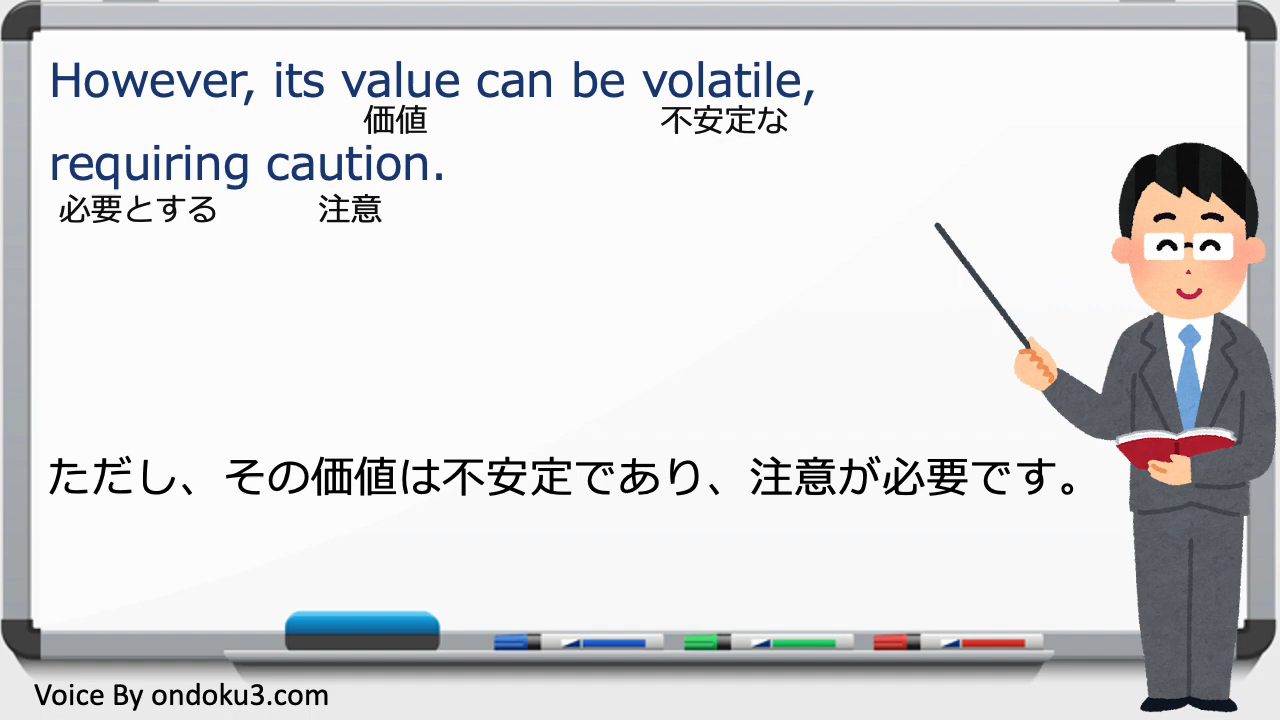 However, its value can be volatile,
価値 不安定な
requiring caution.
必要とする 注意
ただし、その価値は不安定であり、注意が必要です。
Voice By ondoku3.com